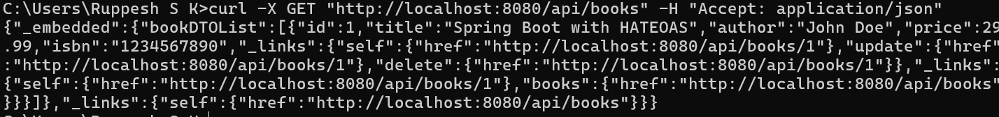 C:\Users\Ruppesh S K>curl -X GET "http://localhost:8080/api/books" -H "Accept: application/json"
{"_embedded":{"bookDTOList":[{"id":1,"title":"Spring Boot with HATEOAS","author":"John Doe","price":29
.99,"isbn":"1234567890","_links":{"self":{"href":"http://localhost:8080/api/books/1"},"update":{"href"
:"http://localhost:8080/api/books/1"},"delete":{"href":"http://localhost:8080/api/books/1"}},"_links":
{"self":{"href":"http://localhost:8080/api/books/1"},"books":{"href":"http://localhost:8080/api/books"
}}}]},"_links":{"self":{"href":"http://localhost:8080/api/books"}}}